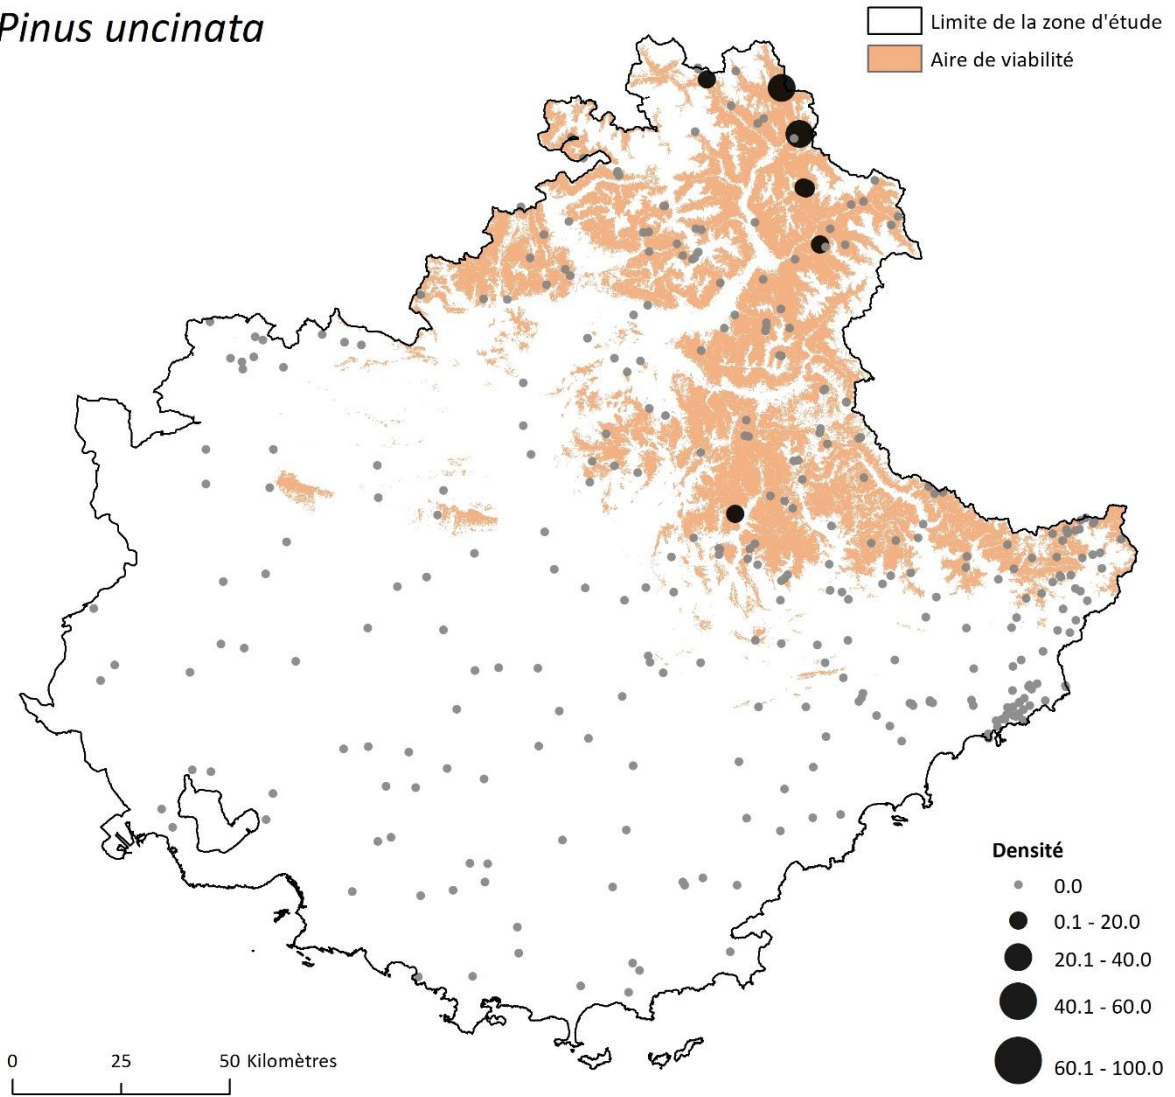 Pinus uncinata
Limite de la zone d'étude
Aire de viabilité
Densité
0.0
0.1 - 20.0
20.1 - 40.0
40.1 - 60.0
60.1 - 100.0
0 25 50 Kilomètres